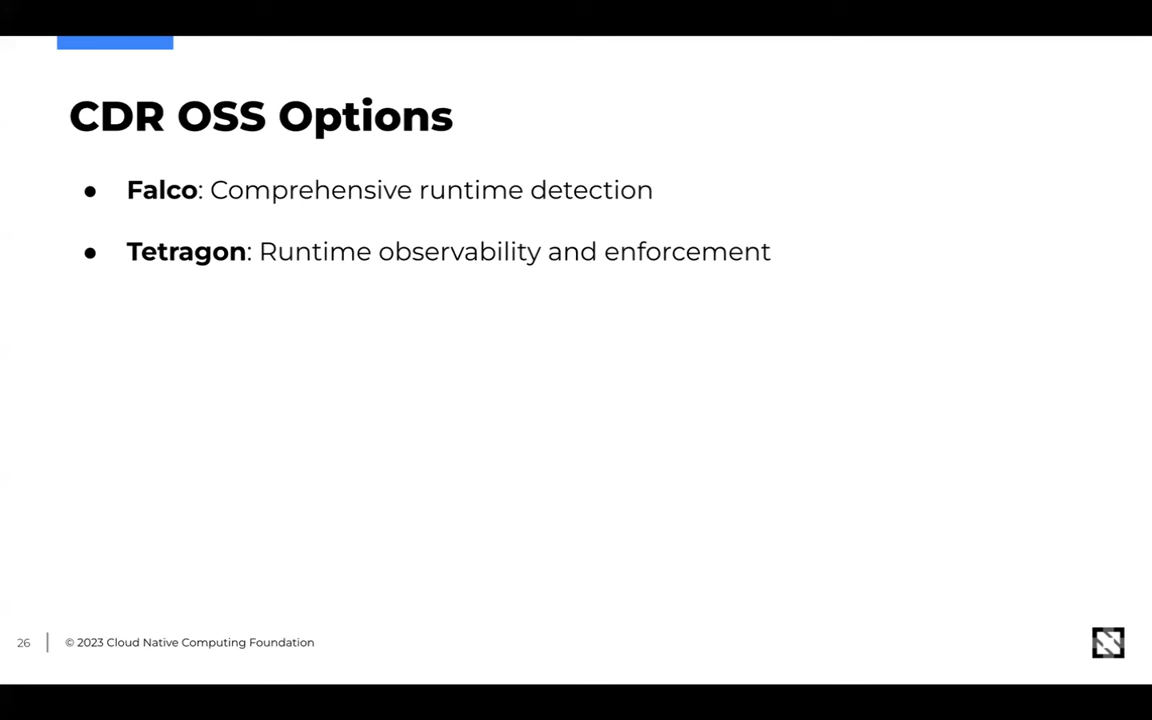 CDR OSS Options
● Falco: Comprehensive runtime detection
● Tetragon: Runtime observability and enforcement
26 | © 2023 Cloud Native Computing Foundation